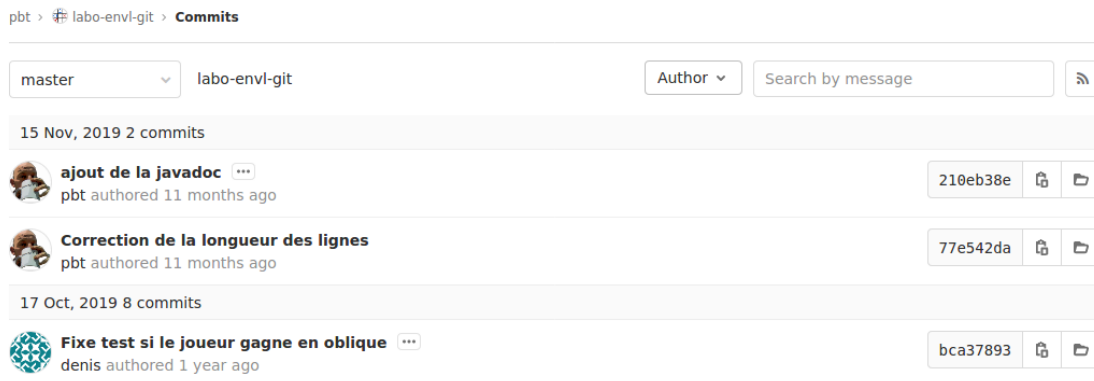 pbt > labo-envl-git > Commits
master labo-envl-git Author Search by message
15 Nov, 2019 2 commits
ajout de la javadoc ...
pbt authored 11 months ago
210eb38e
Correction de la longueur des lignes
pbt authored 11 months ago
77e542da
17 Oct, 2019 8 commits
Fixe test si le joueur gagne en oblique ...
denis authored 1 year ago
bca37893